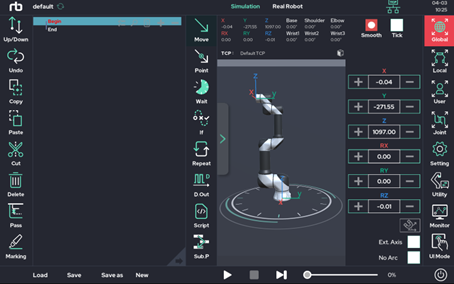 rb
default
Simulation
Real Robot
04-03
10:25
Up/Down
Undo
Copy
Paste
Cut
Delete
Pass
Marking
Begin
End
Move
Point
Wait
If
Repeat
D.Out
Script
Sub.P
X Y Z Base Shoulder Elbow
-0.04 -271.55 1097.00 0.00° 0.00° 0.00°
RX RY RZ Wrist1 Wrist2 Wrist3
0.00 0.00 0.00° 0.00° 0.00°
TCP : Default TCP
Smooth
Tick
Z
X
Y
Z
Y
X
-0.04
Y
-271.55
Z
1097.00
RX
0.00
RY
0.00
RZ
-0.01
Ext. Axis
No Arc
Global
Local
User
Joint
Setting
Utility
Monitor
UI:Mode
Load
Save
Save as
New
0%